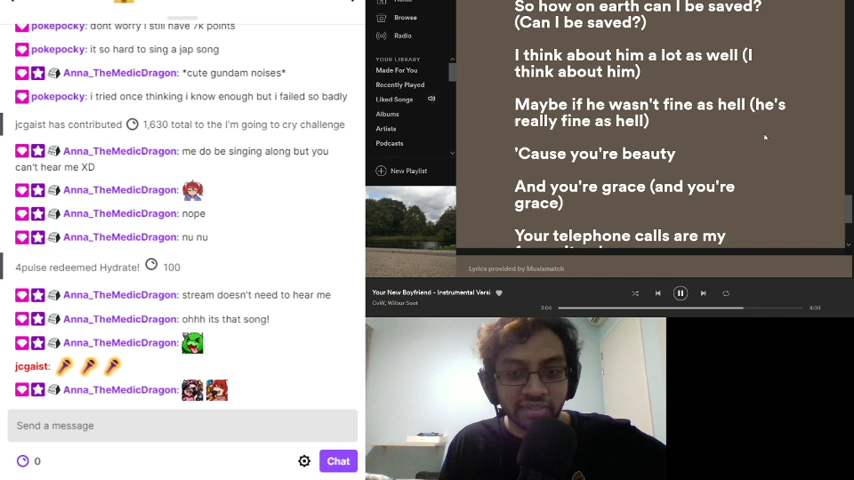 pokepocky: dont worry i still have 7k points
pokepocky: it so hard to sing a jap song
Anna_TheMedicDragon: *cute gundam noises*
pokepocky: i tried once thinking i know enough but i failed so badly
jcgaist has contributed 1,630 total to the I'm going to cry challenge
Anna_TheMedicDragon: me do be singing along but you
can't hear me XD
Anna_TheMedicDragon:
Anna_TheMedicDragon: nope
Anna_TheMedicDragon: nu nu
4pulse redeemed Hydrate! 100
Anna_TheMedicDragon: stream doesn't need to hear me
Anna_TheMedicDragon: ohhh its that song!
Anna_TheMedicDragon:
jcgaist:
Anna_TheMedicDragon:
Send a message
0
Chat
Browse
Radio
YOUR LIBRARY
Made For You
Recently Played
Liked Songs
Albums
Artists
Podcasts
New Playlist
So how on earth can I be saved?
(Can I be saved?)
I think about him a lot as well (I
think about him)
Maybe if he wasn't fine as hell (he's
really fine as hell)
'Cause you're beauty
And you're grace (and you're
grace)
Your telephone calls are my
Lyrics provided by Musixmatch
Your New Boyfriend - Instrumental Versi
CvW, Wilbur Soot
3:04